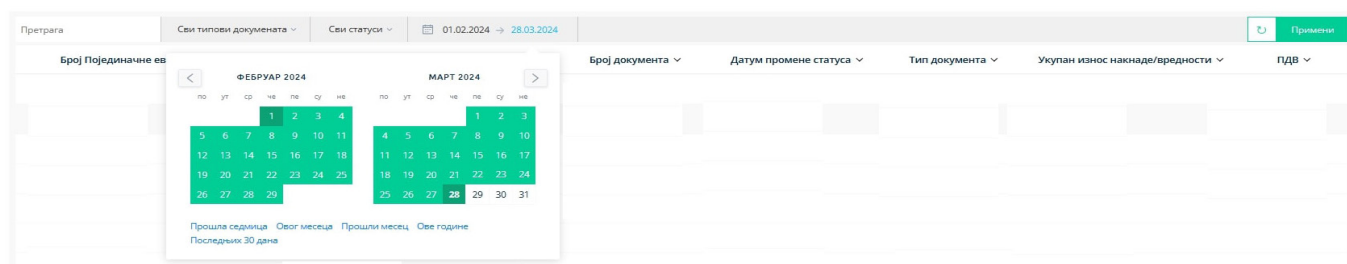 Претрага Сви типови документа Сви статуси 01.02.2024 → 28.03.2024 Примени
Број Појединачне ев Број документа Датум промене статуса Тип документа Укупан износ накнаде/вредности ПДВ
ФЕБРУАР 2024 МАРТ 2024
по ут ср че пе су не по ут ср че пе су не
1 2 3 4 1 2 3
5 6 7 8 9 10 11 4 5 6 7 8 9 10
12 13 14 15 16 17 18 11 12 13 14 15 16 17
19 20 21 22 23 24 25 18 19 20 21 22 23 24
26 27 28 29 25 26 27 28 29 30 31
Прошла седмица Овог месеца Прошли месец Ове године
Последњих 30 дана